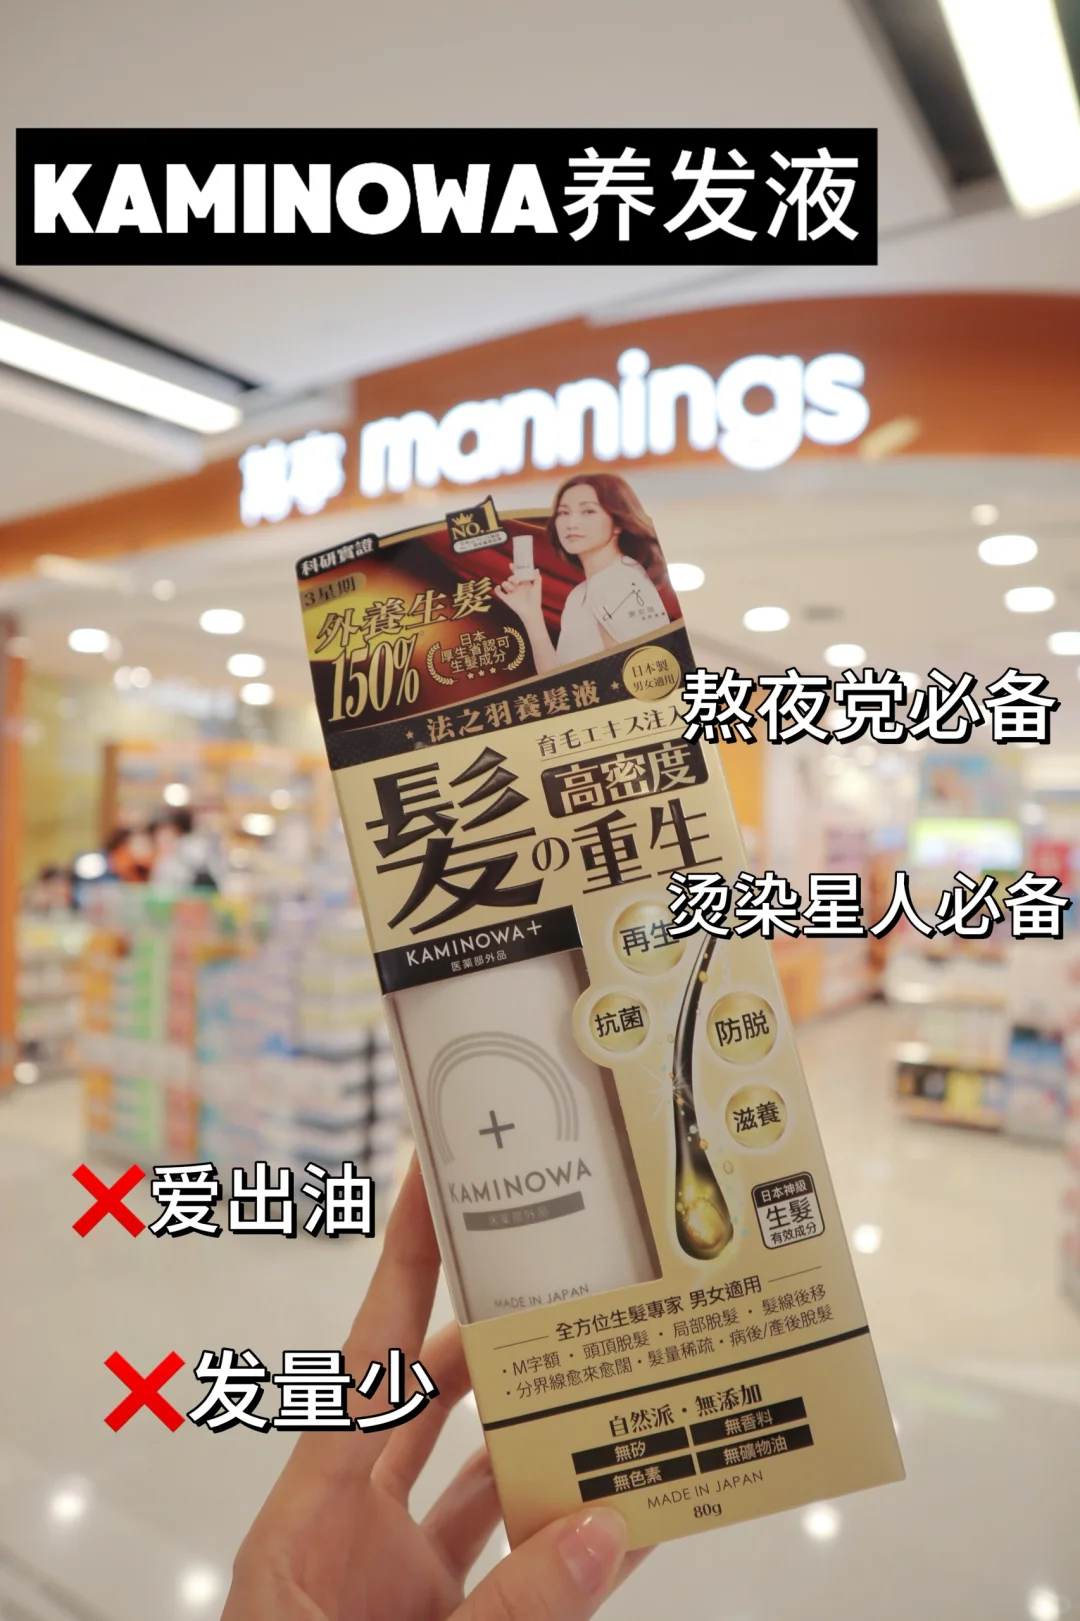 KAMINOWA养发液
mannings
科研實證
NO.1
3星期
外養生髮
150%
日本
厚生省認可
生髮成分
日本製
男女適用
法之羽養髮液
育毛エキス注入
高密度
髪の重生
熬夜党必备
烫染星人必备
KAMINOWA+
医薬部外品
再生
抗菌
防脱
滋養
KAMINOWA
医薬部外品
MADE IN JAPAN
日本神級
生髮
有效成分
❌爱出油
❌发量少
全方位生髮專家 男女適用
・M字額・頭頂脫髮・局部脫髮・髮線後移
・分界線愈來愈闊・髮量稀疏・病後/產後脫髮
自然派・無添加
無矽 無香料
無色素 無礦物油
MADE IN JAPAN
80g